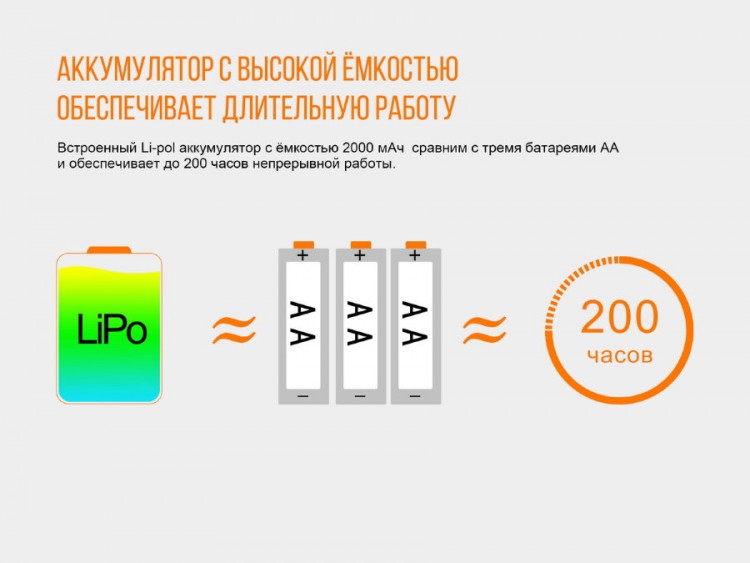 АККУМУЛЯТОР С ВЫСОКОЙ ЁМКОСТЬЮ
ОБЕСПЕЧИВАЕТ ДЛИТЕЛЬНУЮ РАБОТУ
Встроенный Li-pol аккумулятор с ёмкостью 2000 мАч сравним с тремя батареями АА
и обеспечивает до 200 часов непрерывной работы.
LiPo
≈
+ AA −
+ AA −
+ AA −
≈
200
часов